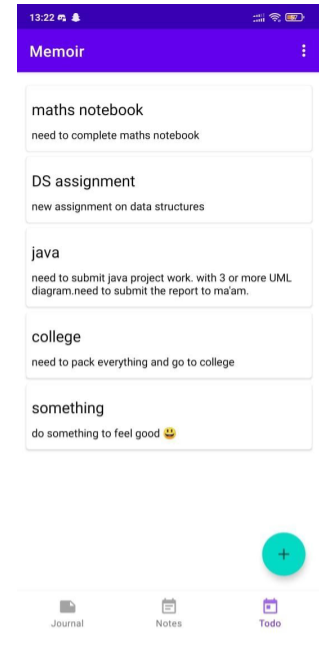 13:22
Memoir
maths notebook
need to complete maths notebook
DS assignment
new assignment on data structures
java
need to submit java project work. with 3 or more UML
diagram.need to submit the report to ma'am.
college
need to pack everything and go to college
something
do something to feel good 😃
+
Journal Notes Todo